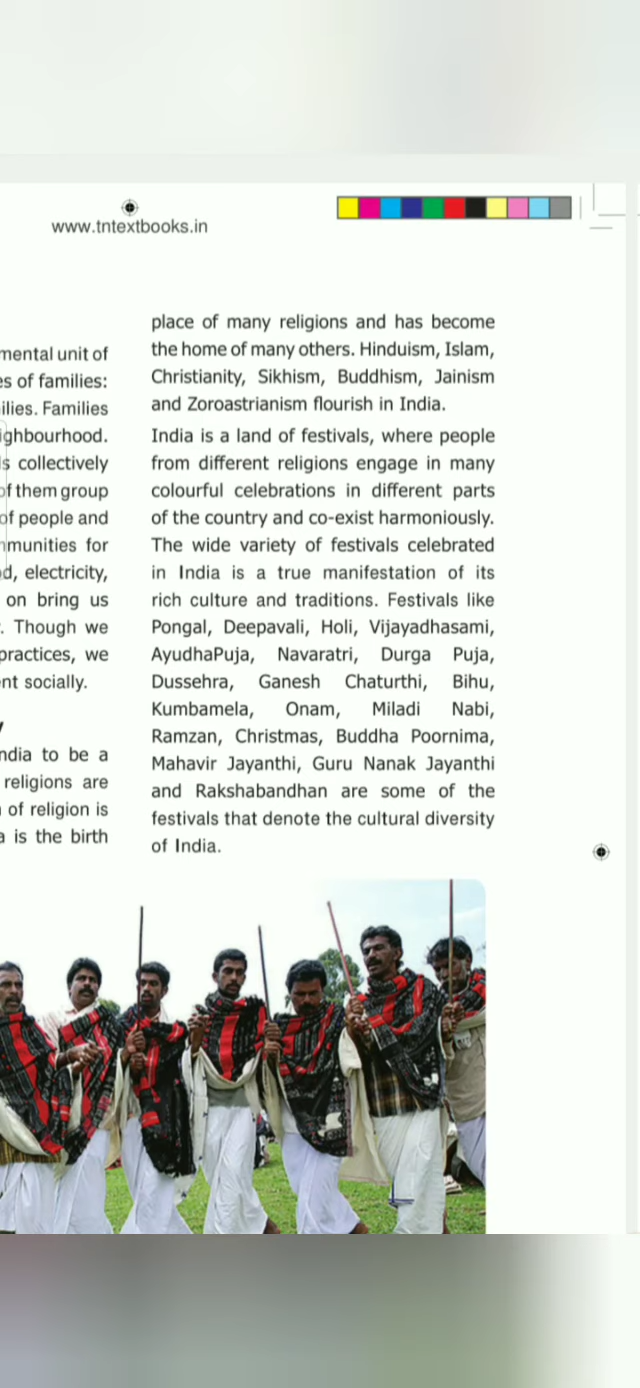 www.tntextbooks.in
mental unit of
es of families:
ilies. Families
ighbourhood.
ls collectively
of them group
of people and
munities for
d, electricity,
on bring us
. Though we
practices, we
nt socially.
ndia to be a
religions are
of religion is
a is the birth
place of many religions and has become
the home of many others. Hinduism, Islam,
Christianity, Sikhism, Buddhism, Jainism
and Zoroastrianism flourish in India.
India is a land of festivals, where people
from different religions engage in many
colourful celebrations in different parts
of the country and co-exist harmoniously.
The wide variety of festivals celebrated
in India is a true manifestation of its
rich culture and traditions. Festivals like
Pongal, Deepavali, Holi, Vijayadhasami,
AyudhaPuja, Navaratri, Durga Puja,
Dussehra, Ganesh Chaturthi, Bihu,
Kumbamela, Onam, Miladi Nabi,
Ramzan, Christmas, Buddha Poornima,
Mahavir Jayanthi, Guru Nanak Jayanthi
and Rakshabandhan are some of the
festivals that denote the cultural diversity
of India.